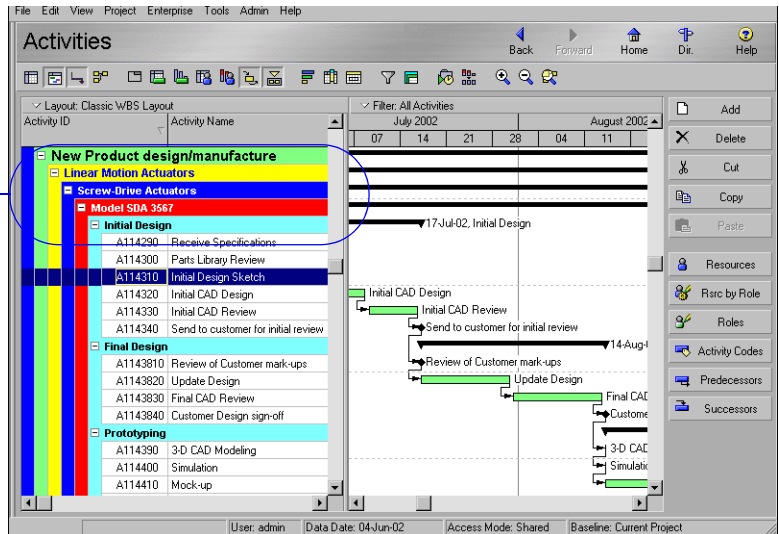 File Edit View Project Enterprise Tools Admin Help
Activities
Back Forward Home Dir. Help
Layout: Classic WBS Layout
Filter: All Activities
Activity ID Activity Name
July 2002 August 2002
07 14 21 28 04 11
New Product design/manufacture
Linear Motion Actuators
Screw-Drive Actuators
Model SDA 3567
Initial Design
17-Jul-02, Initial Design
A114290 Receive Specifications
A114300 Parts Library Review
A114310 Initial Design Sketch
A114320 Initial CAD Design
Initial CAD Design
A114330 Initial CAD Review
Initial CAD Review
A114340 Send to customer for initial review
Send to customer for initial review
Final Design
14-Aug-
A1143810 Review of Customer mark-ups
Review of Customer mark-ups
A1143820 Update Design
Update Design
A1143830 Final CAD Review
Final CAD
A1143840 Customer Design sign-off
Custome
Prototyping
A114390 3-D CAD Modeling
3-D CAD
A114400 Simulation
Simulatio
A114410 Mock-up
Add
Delete
Cut
Copy
Paste
Resources
Rsrc by Role
Roles
Activity Codes
Predecessors
Successors
User: admin Data Date: 04-Jun-02 Access Mode: Shared Baseline: Current Project